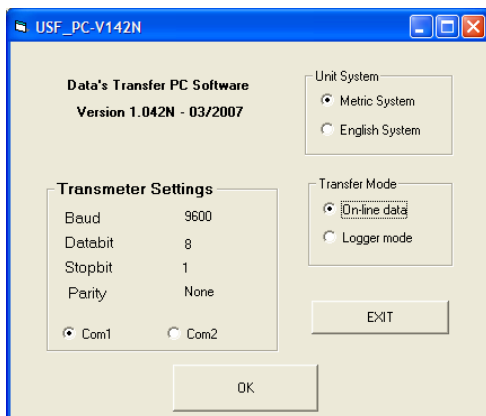 USF_PC-V142N
Data's Transfer PC Software
Version 1.042N - 03/2007
Unit System
Metric System
English System
Transmeter Settings
Baud 9600
Databit 8
Stopbit 1
Parity None
Com1 Com2
Transfer Mode
On-line data
Logger mode
EXIT
OK